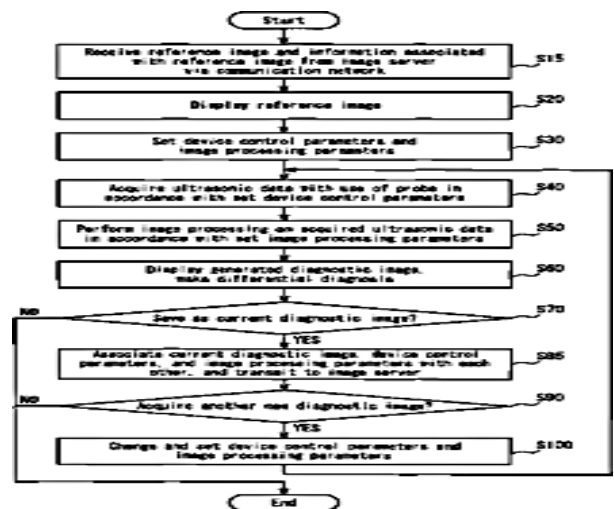 Start
Receive reference image and information associated
with reference image from image server
via communication network
S15
Display reference image
S20
Set device control parameters and
image processing parameters
S30
Acquire ultrasonic data with use of probe in
accordance with set device control parameters
S40
Perform image processing on acquired ultrasonic data
in accordance with set image processing parameters
S50
Display generated diagnostic image,
make differential diagnosis
S60
NO
Save as current diagnostic image?
S70
YES
Associate current diagnostic image, device control
parameters, and image processing parameters with each
other, and transmit to image server
S85
NO
Acquire another new diagnostic image?
S90
YES
Change and set device control parameters and
image processing parameters
S100
End